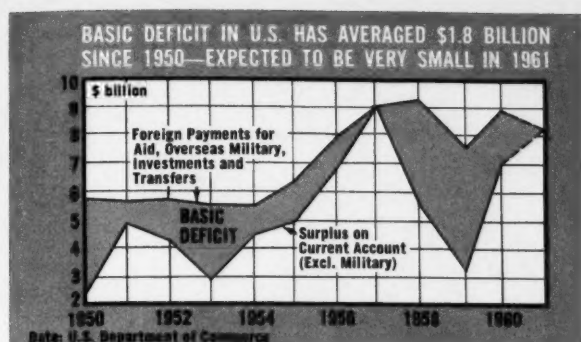 BASIC DEFICIT IN U.S. HAS AVERAGED $1.8 BILLION
SINCE 1950—EXPECTED TO BE VERY SMALL IN 1961
$ billion
10
9
8
7
6
5
4
3
2
Foreign Payments for
Aid, Overseas Military,
Investments and
Transfers
BASIC
DEFICIT
Surplus on
Current Account
(Excl. Military)
1950
1952
1954
1956
1958
1960
Data: U.S. Department of Commerce